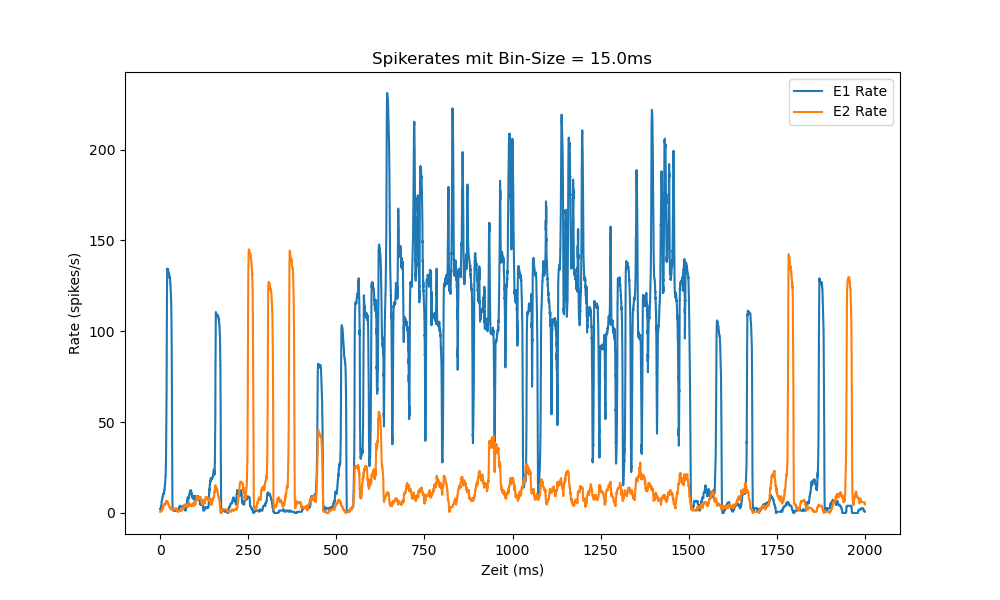 Spikerates mit Bin-Size = 15.0ms
E1 Rate
E2 Rate
200
150
100
50
0
Rate (spikes/s)
0 250 500 750 1000 1250 1500 1750 2000
Zeit (ms)